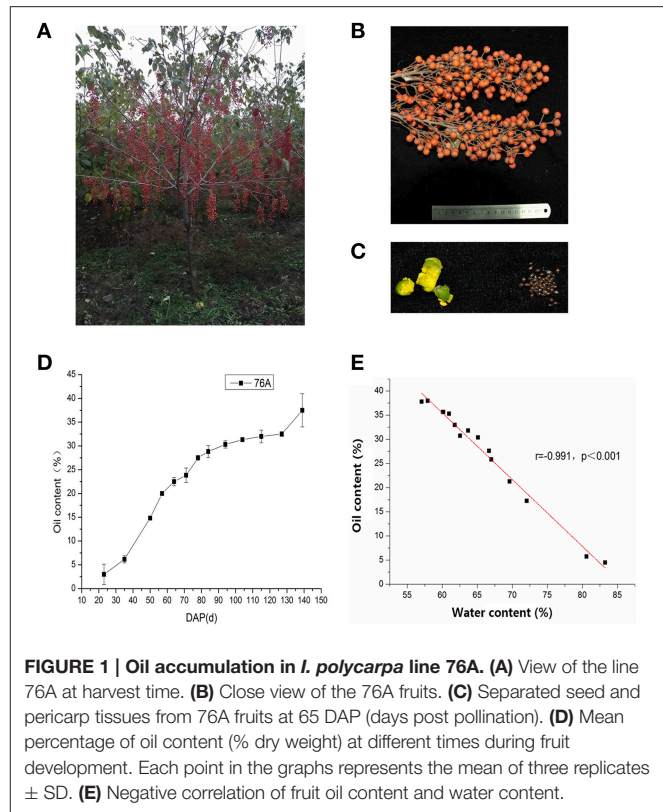 A
B
C
D
76A
45
40
35
30
25
20
15
10
5
0
Oil content (%)
10 20 30 40 50 60 70 80 90 100 110 120 130 140 150
DAP(d)
E
40
35
30
25
20
15
10
5
0
Oil content (%)
r=-0.991, p<0.001
55 60 65 70 75 80 85
Water content (%)
FIGURE 1 | Oil accumulation in I. polycarpa line 76A. (A) View of the line
76A at harvest time. (B) Close view of the 76A fruits. (C) Separated seed and
pericarp tissues from 76A fruits at 65 DAP (days post pollination). (D) Mean
percentage of oil content (% dry weight) at different times during fruit
development. Each point in the graphs represents the mean of three replicates
± SD. (E) Negative correlation of fruit oil content and water content.